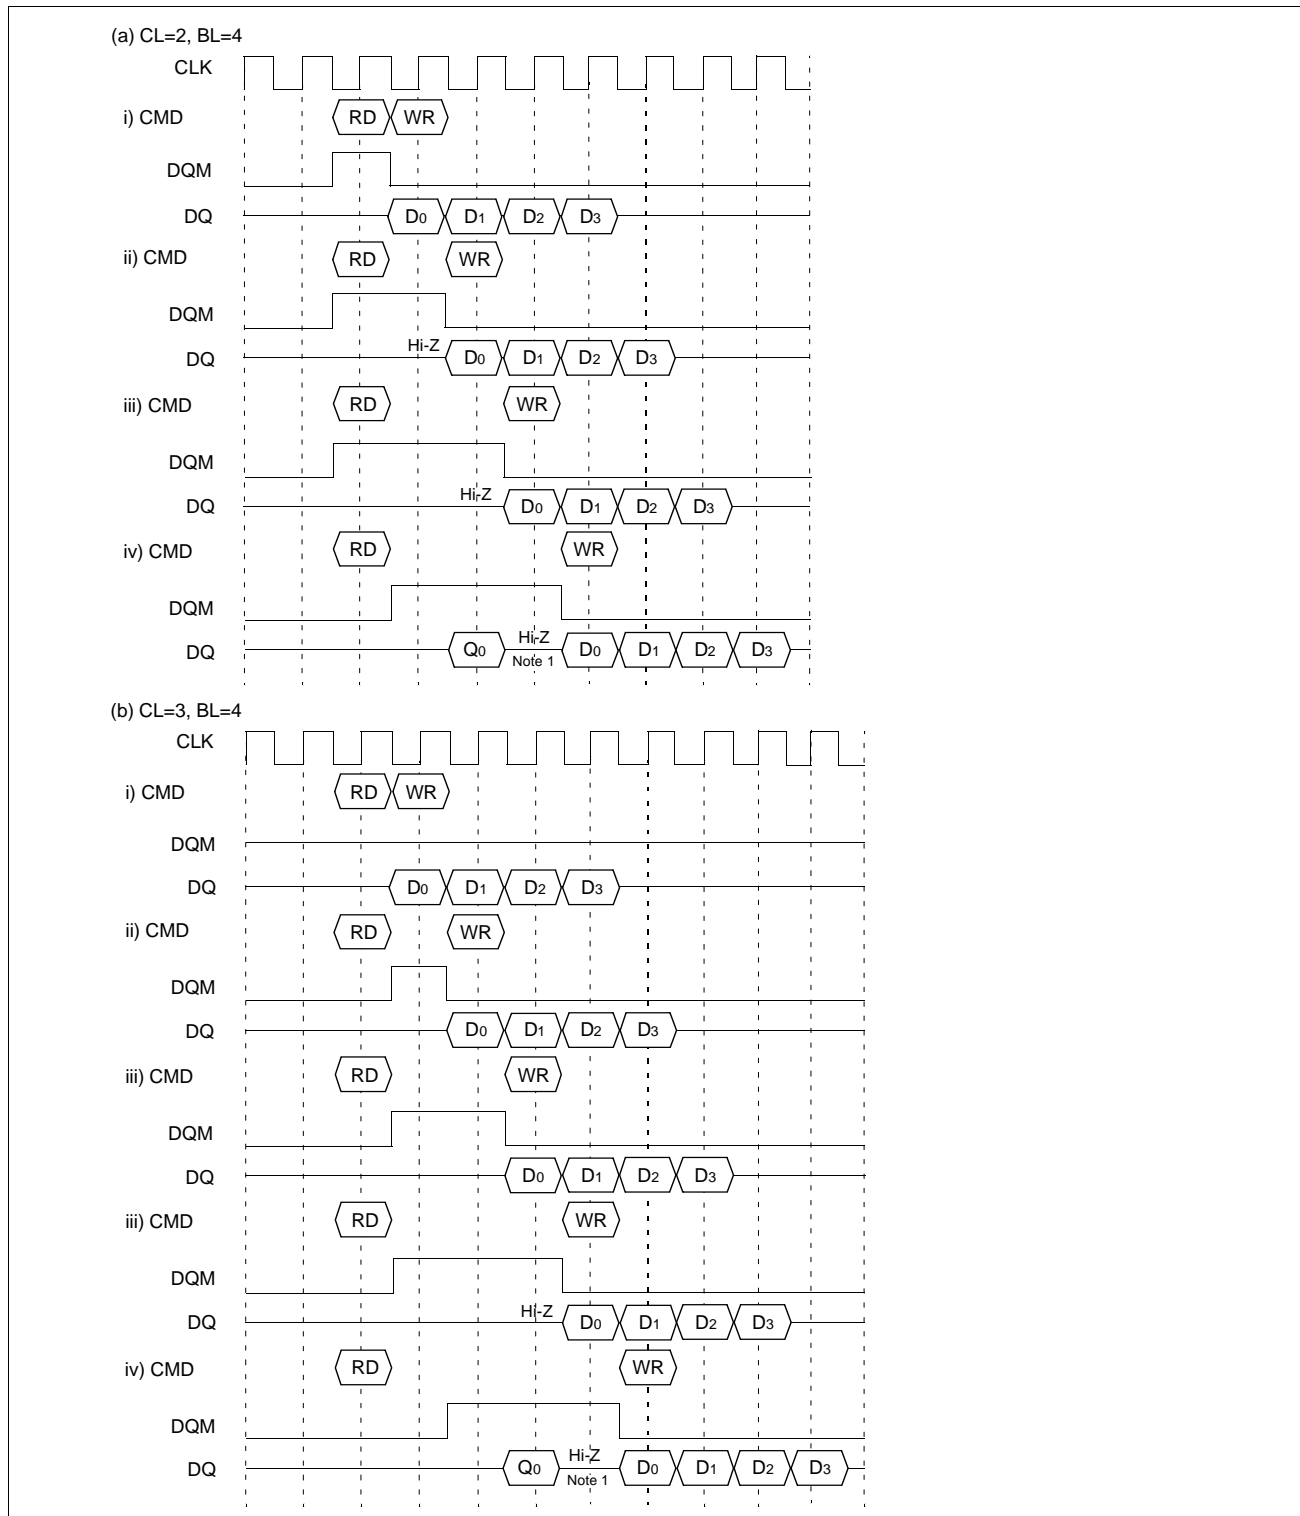 (a) CL=2, BL=4
CLK
i) CMD RD WR
DQM
DQ D0 D1 D2 D3
ii) CMD RD WR
DQM
Hi-Z
DQ D0 D1 D2 D3
iii) CMD RD WR
DQM
Hi-Z
DQ D0 D1 D2 D3
iv) CMD RD WR
DQM
Hi-Z
DQ Q0 D0 D1 D2 D3
Note 1
(b) CL=3, BL=4
CLK
i) CMD RD WR
DQM
DQ D0 D1 D2 D3
ii) CMD RD WR
DQM
DQ D0 D1 D2 D3
iii) CMD RD WR
DQM
DQ D0 D1 D2 D3
iii) CMD RD WR
DQM
Hi-Z
DQ D0 D1 D2 D3
iv) CMD RD WR
DQM
Hi-Z
DQ Q0 D0 D1 D2 D3
Note 1